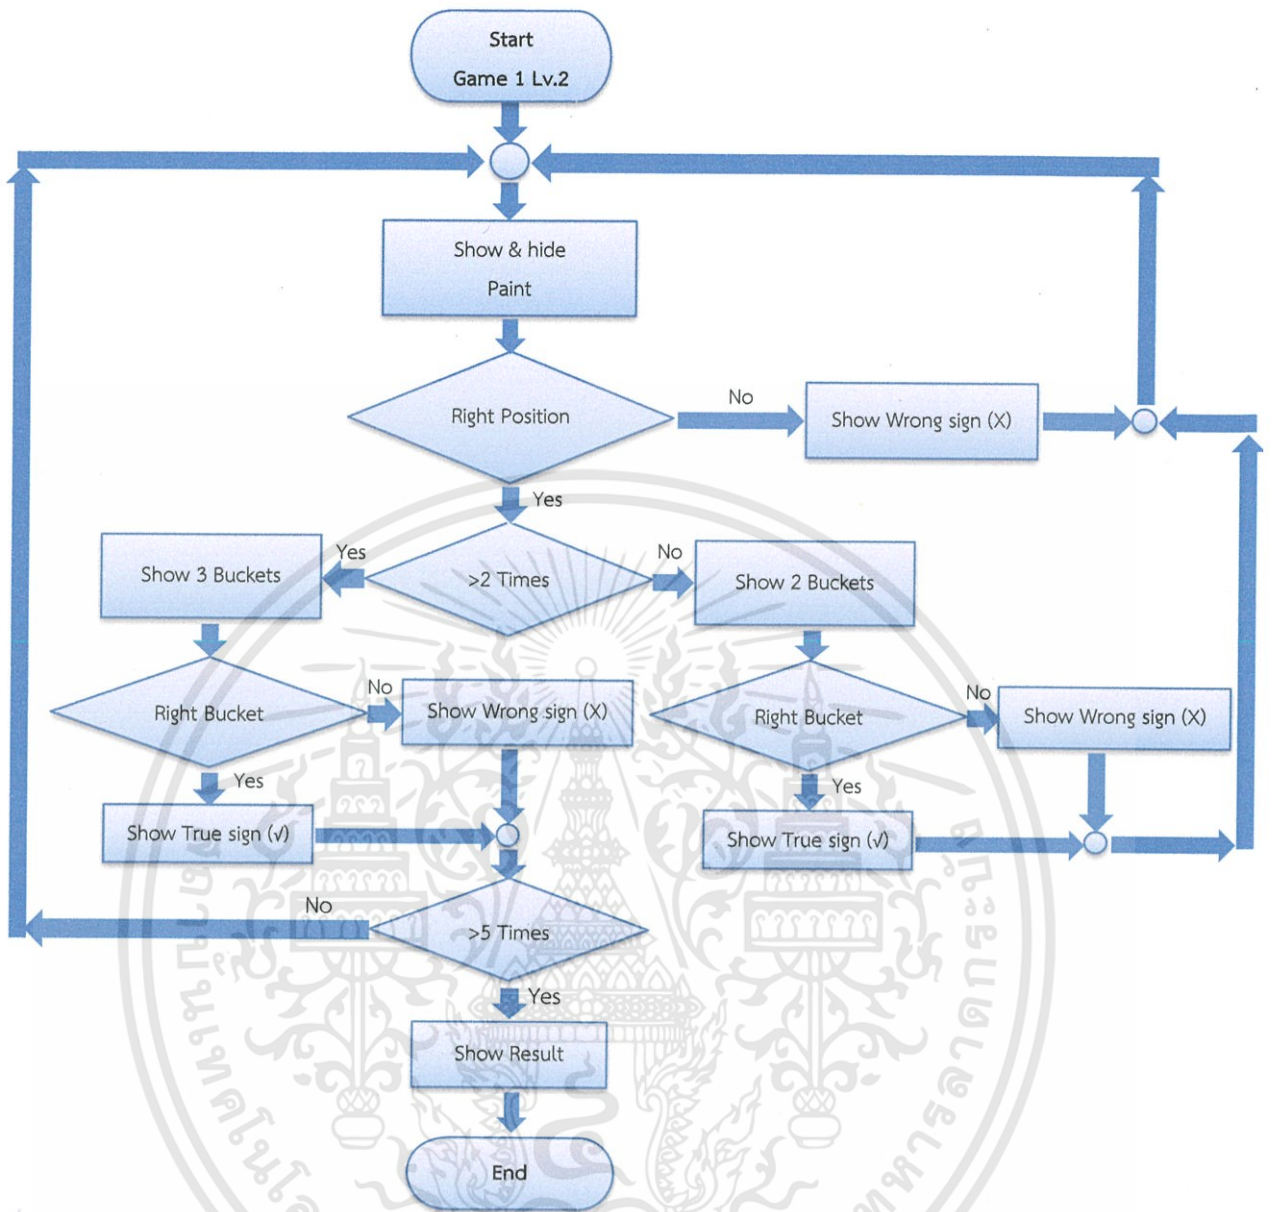 Start
Game 1 Lv.2
Show & hide
Paint
Right Position
No
Show Wrong sign (X)
Yes
>2 Times
Yes
No
Show 3 Buckets
Show 2 Buckets
Right Bucket
No
Show Wrong sign (X)
Right Bucket
No
Show Wrong sign (X)
Yes
Yes
Show True sign (√)
Show True sign (√)
No
>5 Times
Yes
Show Result
End